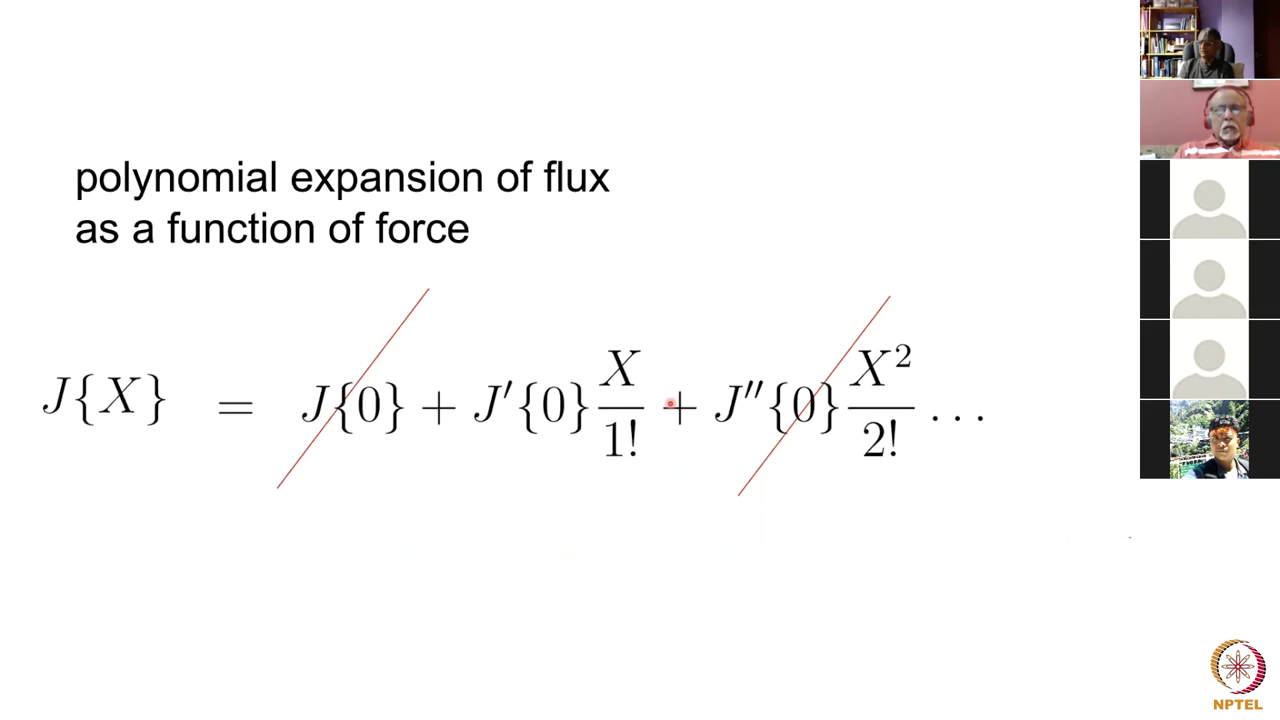 polynomial expansion of flux
as a function of force
J{X} = J{0} + J′{0} X/1! + J″{0} X²/2! ...
NPTEL